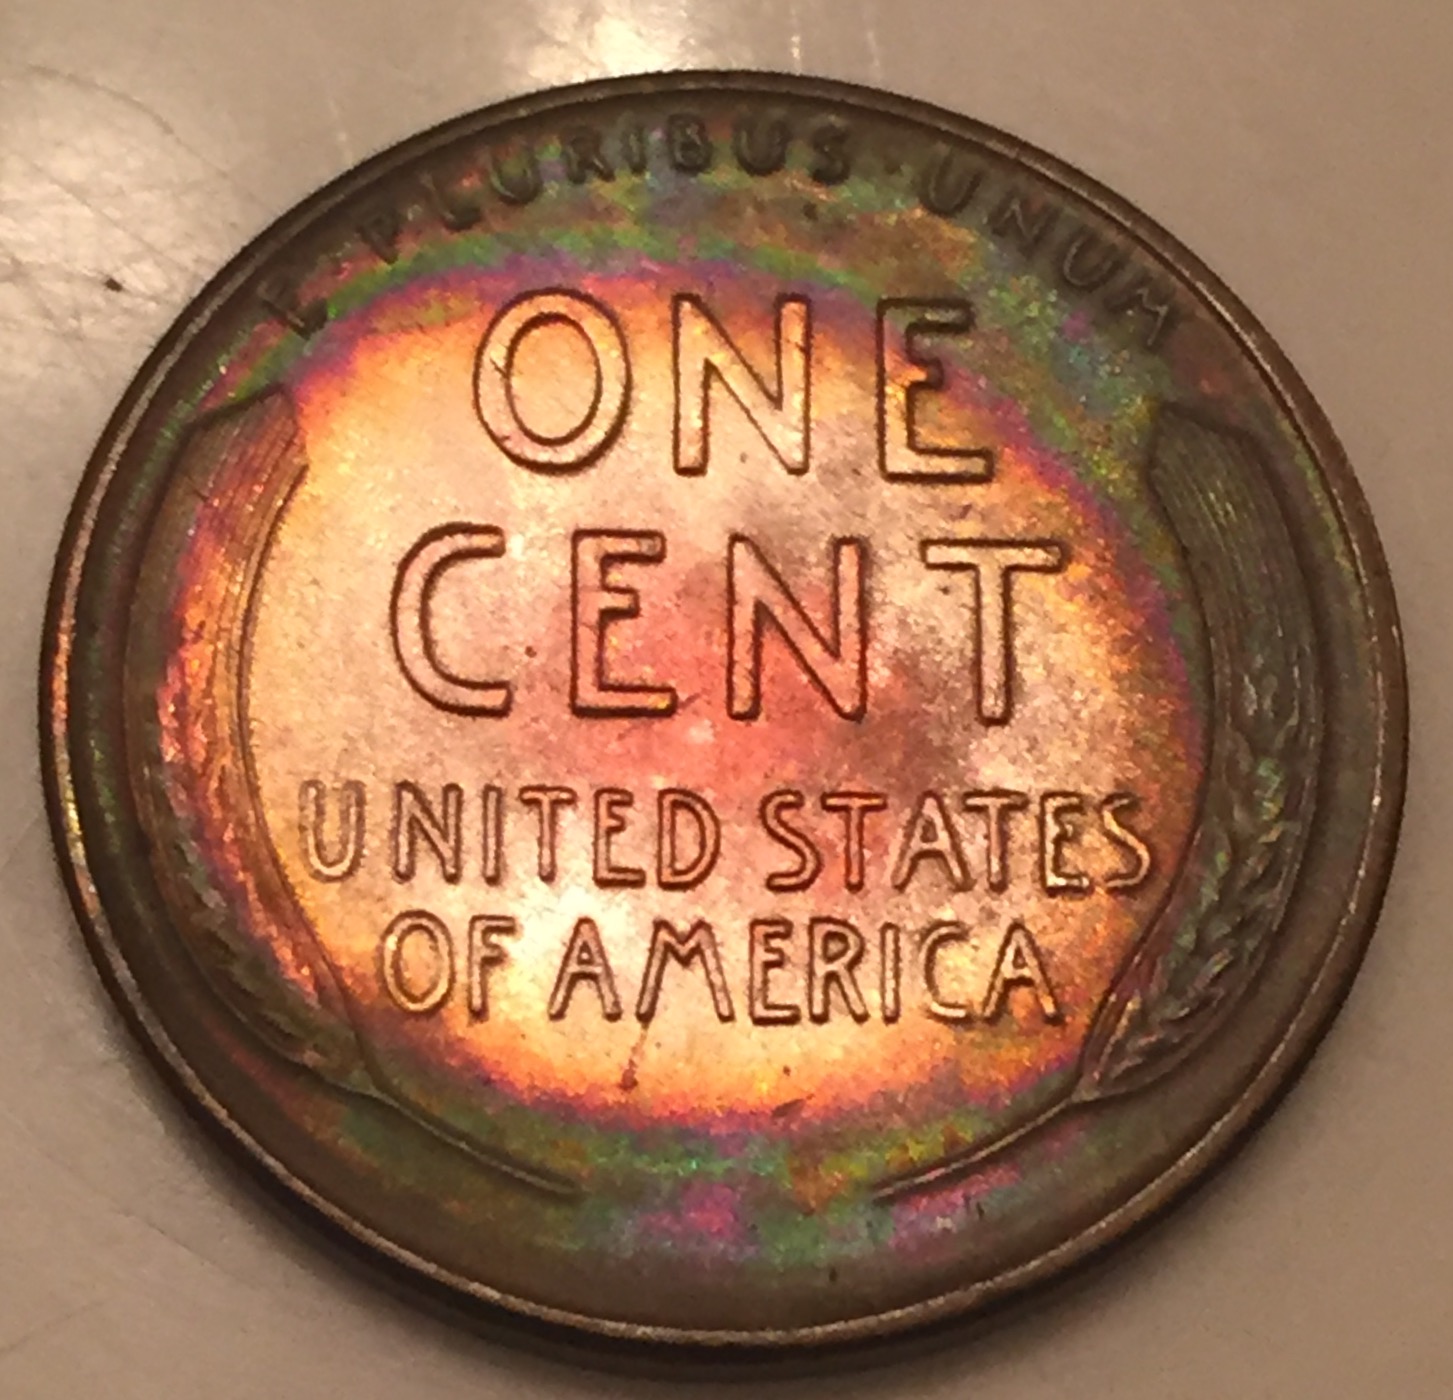 E · PLURIBUS · UNUM
ONE
CENT
UNITED STATES
OF AMERICA